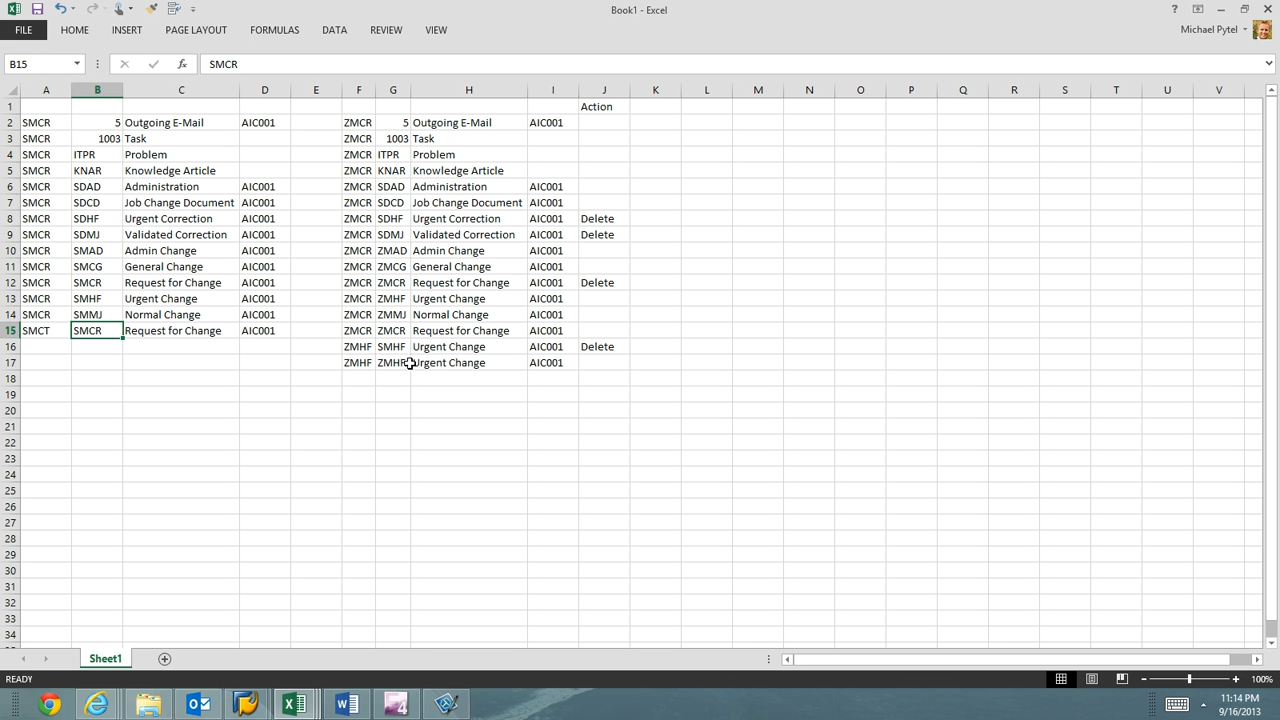 Book1 - Excel
FILE HOME INSERT PAGE LAYOUT FORMULAS DATA REVIEW VIEW Michael Pytel
B15 fx SMCR
A B C D E F G H I J K L M N O P Q R S T U V
1 Action
2 SMCR 5 Outgoing E-Mail AIC001 ZMCR 5 Outgoing E-Mail AIC001
3 SMCR 1003 Task ZMCR 1003 Task
4 SMCR ITPR Problem ZMCR ITPR Problem
5 SMCR KNAR Knowledge Article ZMCR KNAR Knowledge Article
6 SMCR SDAD Administration AIC001 ZMCR SDAD Administration AIC001
7 SMCR SDCD Job Change Document AIC001 ZMCR SDCD Job Change Document AIC001
8 SMCR SDHF Urgent Correction AIC001 ZMCR SDHF Urgent Correction AIC001 Delete
9 SMCR SDMJ Validated Correction AIC001 ZMCR SDMJ Validated Correction AIC001 Delete
10 SMCR SMAD Admin Change AIC001 ZMCR ZMAD Admin Change AIC001
11 SMCR SMCG General Change AIC001 ZMCR ZMCG General Change AIC001
12 SMCR SMCR Request for Change AIC001 ZMCR ZMCR Request for Change AIC001 Delete
13 SMCR SMHF Urgent Change AIC001 ZMCR ZMHF Urgent Change AIC001
14 SMCR SMMJ Normal Change AIC001 ZMCR ZMMJ Normal Change AIC001
15 SMCT SMCR Request for Change AIC001 ZMCR ZMCR Request for Change AIC001
16 ZMHF SMHF Urgent Change AIC001 Delete
17 ZMHF ZMHF Urgent Change AIC001
18
19
20
21
22
23
24
25
26
27
28
29
30
31
32
33
34
Sheet1
READY 100%
11:14 PM
9/16/2013